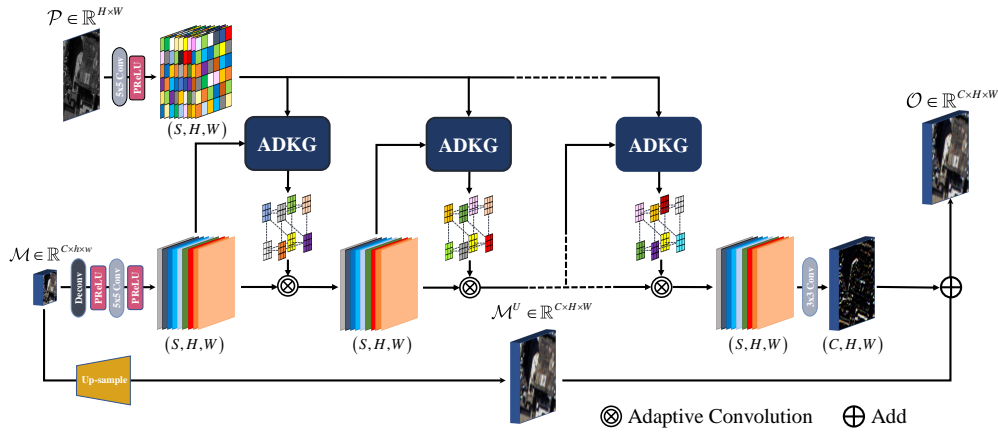 𝒫 ∈ ℝ^{H×W}
5x5 Conv
PReLU
(S, H, W)
ADKG
ADKG
ADKG
𝒪 ∈ ℝ^{C×H×W}
ℳ ∈ ℝ^{C×h×w}
Deconv
PReLU
5x5 Conv
PReLU
(S, H, W)
(S, H, W)
ℳ^U ∈ ℝ^{C×H×W}
3x3 Conv
(S, H, W)
(C, H, W)
Up-sample
Adaptive Convolution
Add